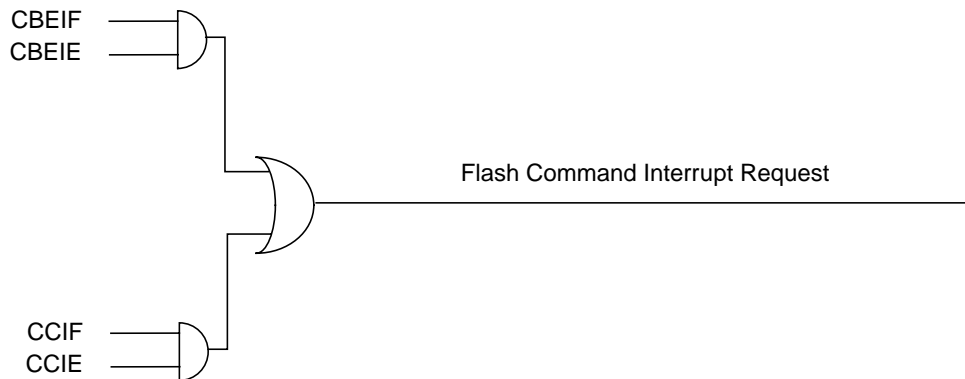 CBEIF
CBEIE
Flash Command Interrupt Request
CCIF
CCIE